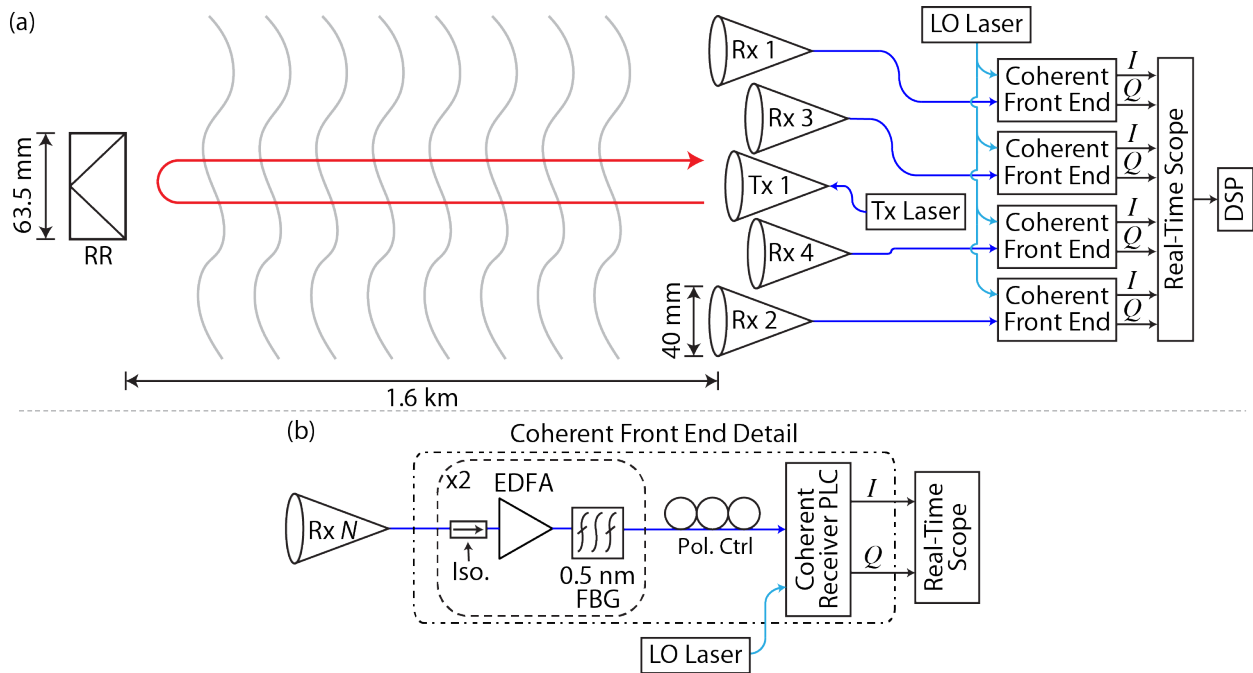 (a)
63.5 mm
RR
1.6 km
Rx 1
Rx 3
Tx 1
Rx 4
Rx 2
40 mm
Tx Laser
LO Laser
Coherent
Front End
I
Q
Coherent
Front End
I
Q
Coherent
Front End
I
Q
Coherent
Front End
I
Q
Real-Time Scope
DSP
(b)
Coherent Front End Detail
Rx N
x2
EDFA
Iso.
0.5 nm
FBG
Pol. Ctrl
Coherent
Receiver PLC
I
Q
Real-Time
Scope
LO Laser